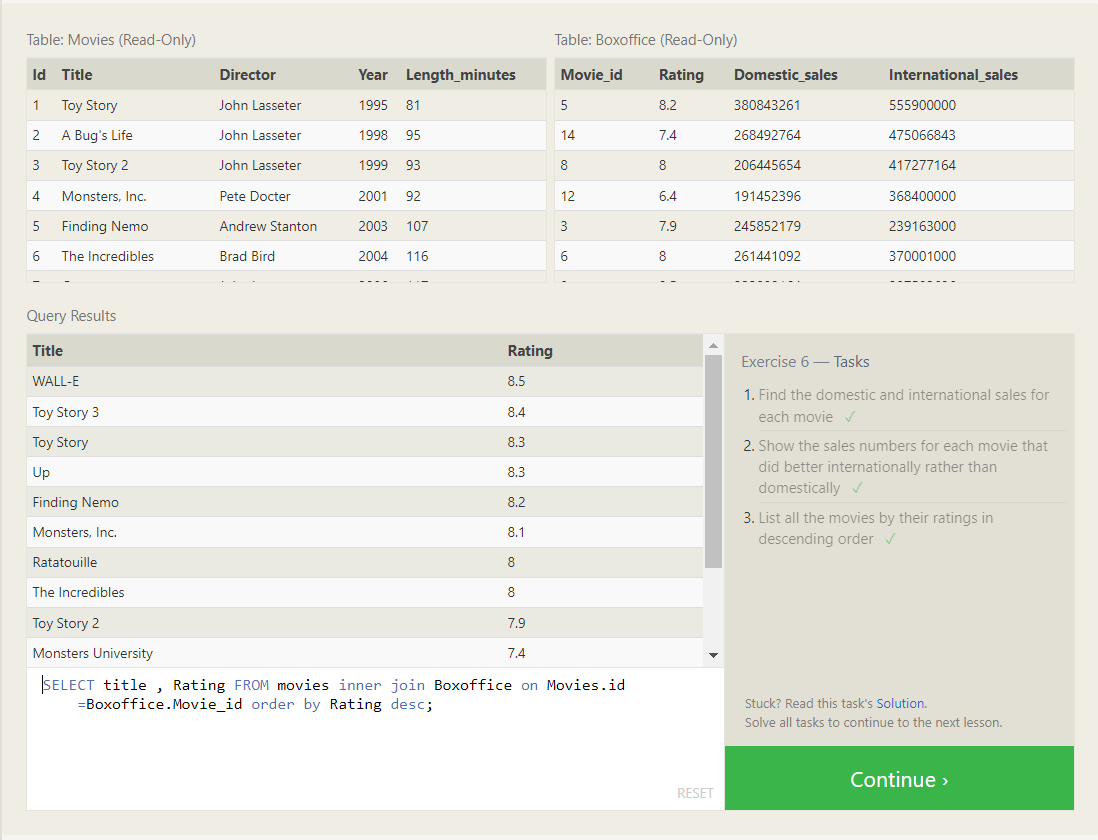 Table: Movies (Read-Only)
Id Title Director Year Length_minutes
1 Toy Story John Lasseter 1995 81
2 A Bug's Life John Lasseter 1998 95
3 Toy Story 2 John Lasseter 1999 93
4 Monsters, Inc. Pete Docter 2001 92
5 Finding Nemo Andrew Stanton 2003 107
6 The Incredibles Brad Bird 2004 116
Table: Boxoffice (Read-Only)
Movie_id Rating Domestic_sales International_sales
5 8.2 380843261 555900000
14 7.4 268492764 475066843
8 8 206445654 417277164
12 6.4 191452396 368400000
3 7.9 245852179 239163000
6 8 261441092 370001000
Query Results
Title Rating
WALL-E 8.5
Toy Story 3 8.4
Toy Story 8.3
Up 8.3
Finding Nemo 8.2
Monsters, Inc. 8.1
Ratatouille 8
The Incredibles 8
Toy Story 2 7.9
Monsters University 7.4
SELECT title , Rating FROM movies inner join Boxoffice on Movies.id
=Boxoffice.Movie_id order by Rating desc;
RESET
Exercise 6 — Tasks
1. Find the domestic and international sales for
each movie ✓
2. Show the sales numbers for each movie that
did better internationally rather than
domestically ✓
3. List all the movies by their ratings in
descending order ✓
Stuck? Read this task's Solution.
Solve all tasks to continue to the next lesson.
Continue ›